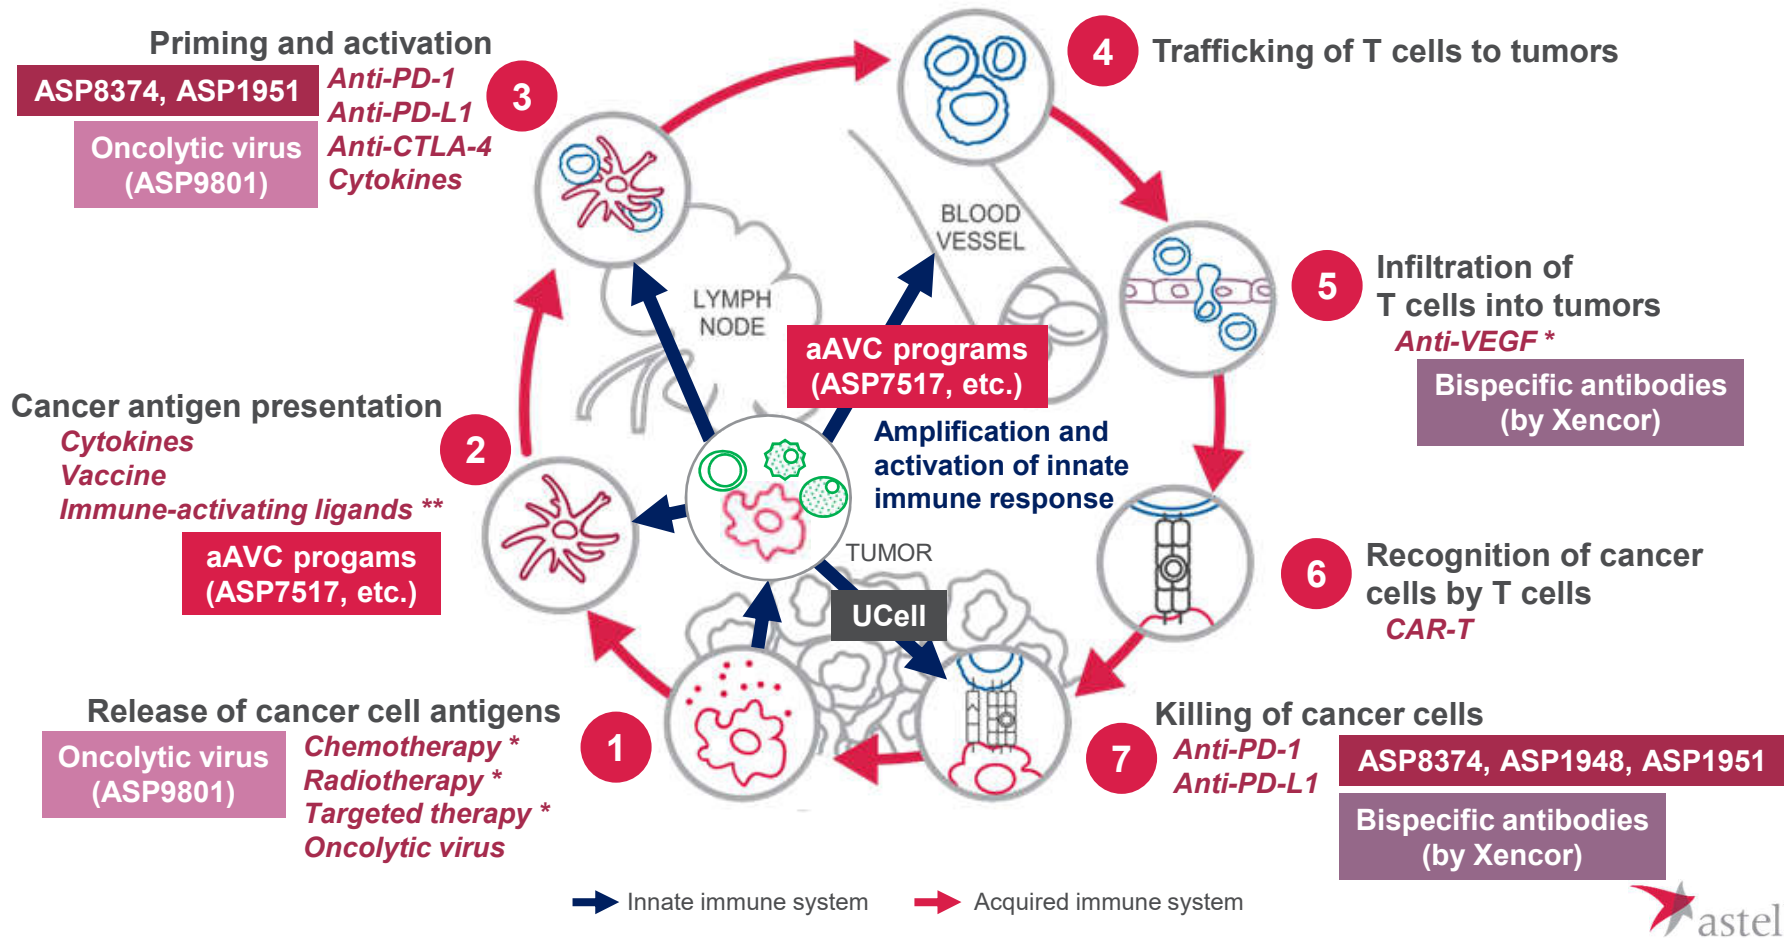 Priming and activation
ASP8374, ASP1951
Oncolytic virus
(ASP9801)
Anti-PD-1
Anti-PD-L1
Anti-CTLA-4
Cytokines
3
4
Trafficking of T cells to tumors
BLOOD
VESSEL
LYMPH
NODE
5
Infiltration of
T cells into tumors
Anti-VEGF *
Bispecific antibodies
(by Xencor)
aAVC programs
(ASP7517, etc.)
Amplification and
activation of innate
immune response
Cancer antigen presentation
Cytokines
Vaccine
Immune-activating ligands **
2
aAVC progams
(ASP7517, etc.)
TUMOR
UCell
6
Recognition of cancer
cells by T cells
CAR-T
Release of cancer cell antigens
Oncolytic virus
(ASP9801)
Chemotherapy *
Radiotherapy *
Targeted therapy *
Oncolytic virus
1
7
Killing of cancer cells
Anti-PD-1
Anti-PD-L1
ASP8374, ASP1948, ASP1951
Bispecific antibodies
(by Xencor)
Innate immune system
Acquired immune system
astel